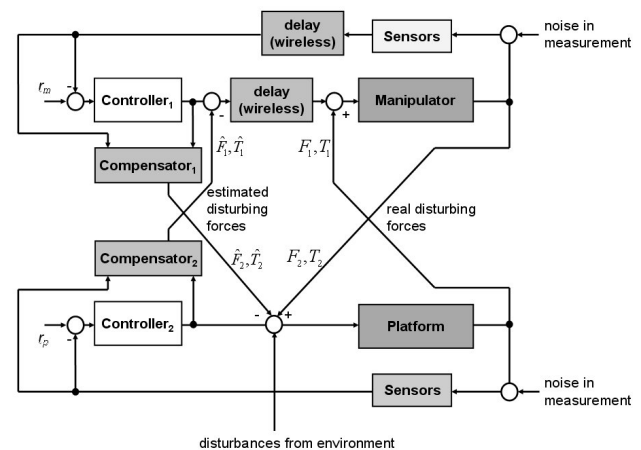 delay
(wireless)
Sensors
noise in
measurement
r_m
-
Controller₁
-
delay
(wireless)
+
Manipulator
F̂₁,T̂₁
F₁,T₁
Compensator₁
estimated
disturbing
forces
real disturbing
forces
Compensator₂
F̂₂,T̂₂
F₂,T₂
Controller₂
-
+
Platform
r_p
-
Sensors
noise in
measurement
disturbances from environment